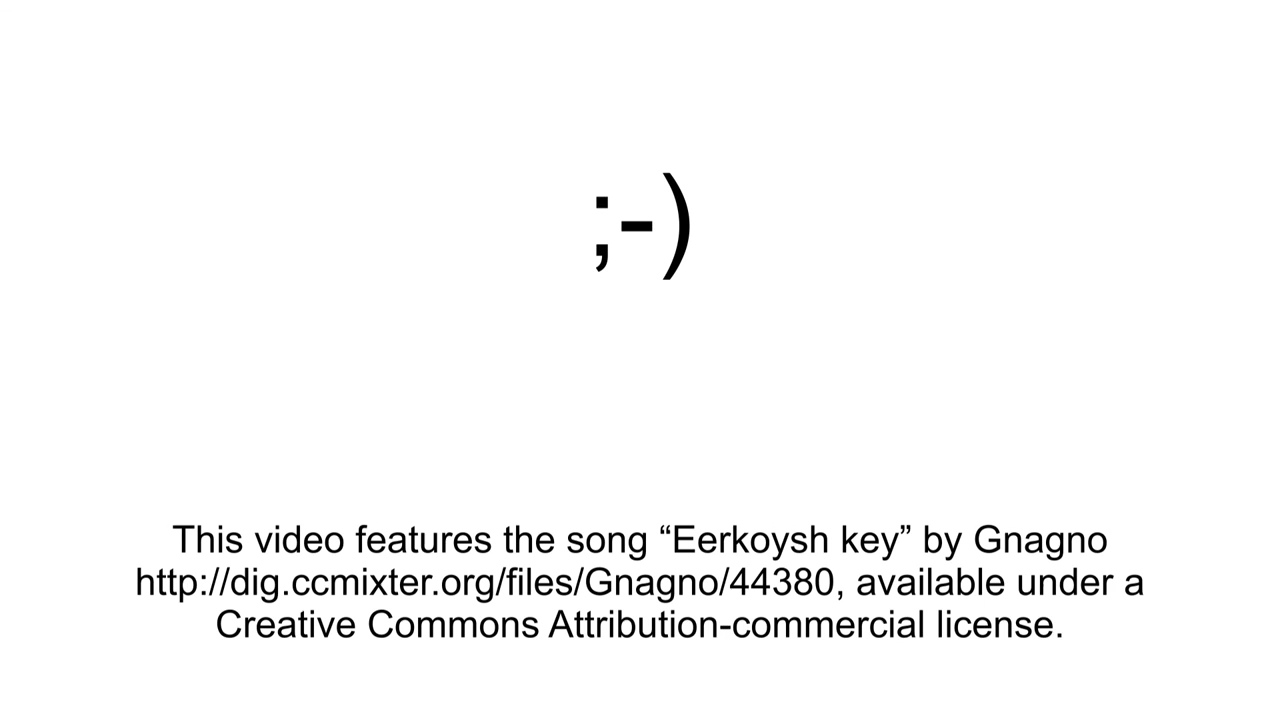 ;-)
This video features the song “Eerkoysh key” by Gnagno
http://dig.ccmixter.org/files/Gnagno/44380, available under a
Creative Commons Attribution-commercial license.